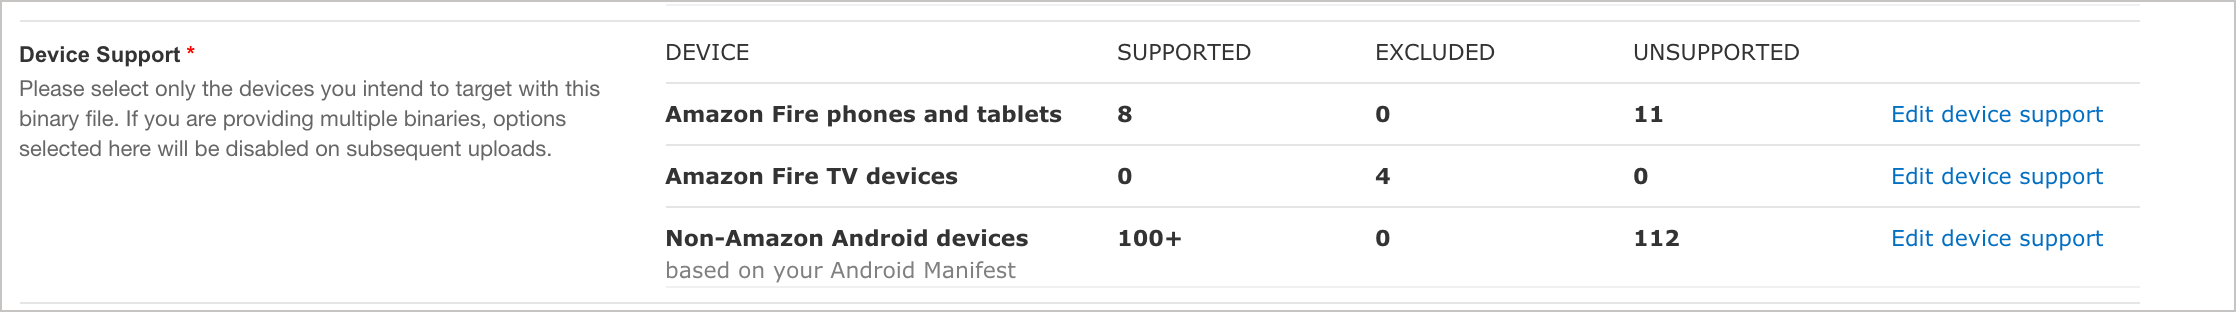 Device Support *
Please select only the devices you intend to target with this
binary file. If you are providing multiple binaries, options
selected here will be disabled on subsequent uploads.
DEVICE SUPPORTED EXCLUDED UNSUPPORTED
Amazon Fire phones and tablets 8 0 11 Edit device support
Amazon Fire TV devices 0 4 0 Edit device support
Non-Amazon Android devices 100+ 0 112 Edit device support
based on your Android Manifest